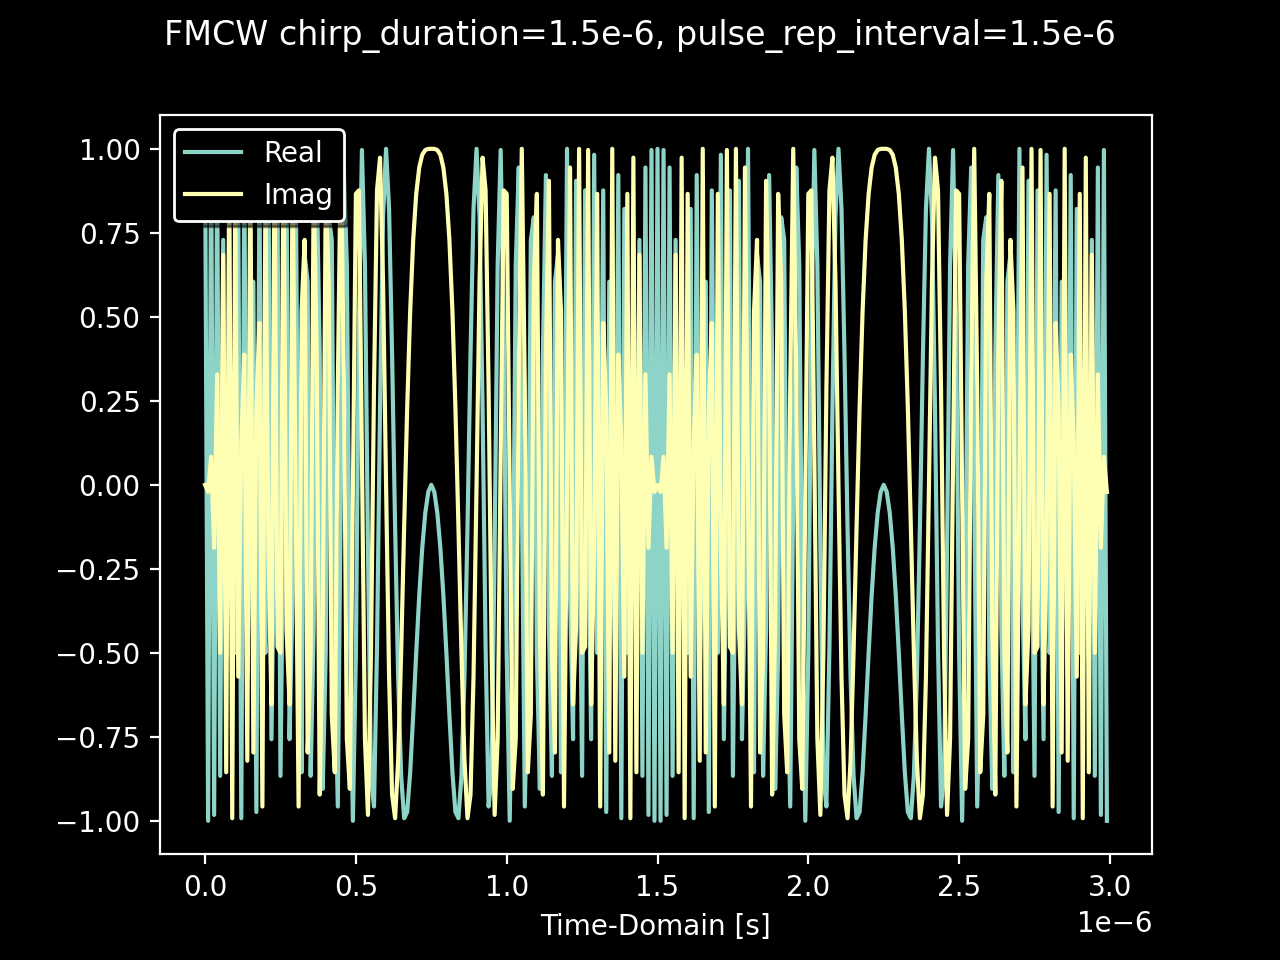 FMCW chirp_duration=1.5e-6, pulse_rep_interval=1.5e-6
Real
Imag
1.00
0.75
0.50
0.25
0.00
−0.25
−0.50
−0.75
−1.00
0.0 0.5 1.0 1.5 2.0 2.5 3.0
Time-Domain [s]
1e−6